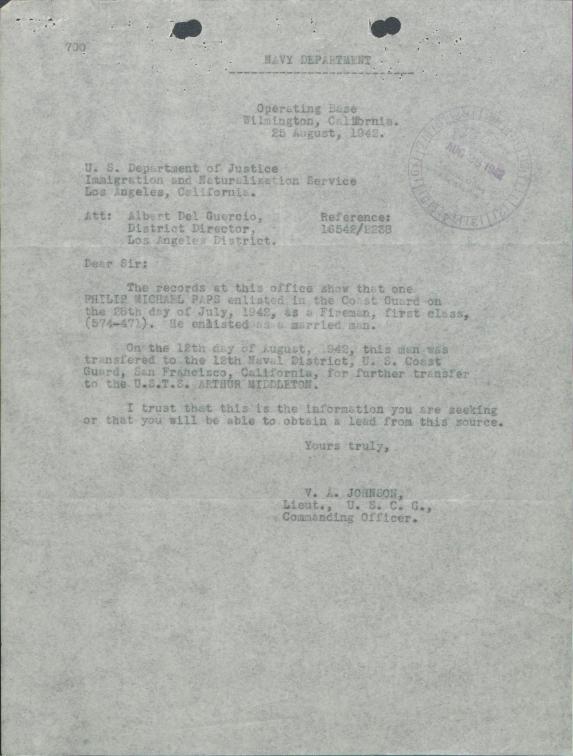 700
NAVY DEPARTMENT
Operating Base
Wilmington, California.
25 August, 1942.
U. S. Department of Justice
Immigration and Naturalization Service
Los Angeles, California.
Att: Albert Del Guercio, Reference:
District Director, 16542/2238
Los Angeles District.
Dear Sir:
The records at this office show that one
PHILIP MICHAEL PAPS enlisted in the Coast Guard on
the 28th day of July, 1942, as a Fireman, first class,
(574-471). He enlisted as a married man.
On the 12th day of August, 1942, this man was
transfered to the 12th Naval District, U. S. Coast
Guard, San Francisco, California, for further transfer
to the U.S.T.S. ARTHUR MIDDLETON.
I trust that this is the information you are seeking
or that you will be able to obtain a lead from this source.
Yours truly,
V. A. JOHNSON,
Lieut., U. S. C. G.,
Commanding Officer.
AUG 1942